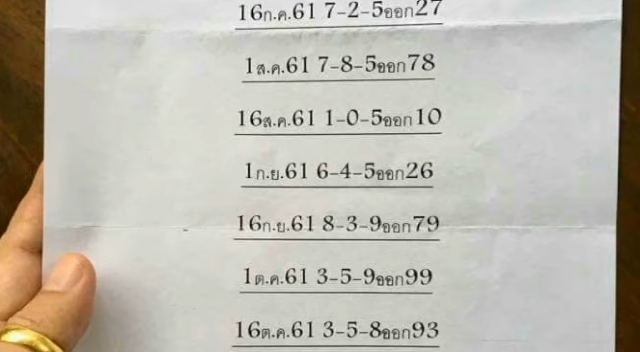 16ก.ค.61 7-2-5ออก27
1ส.ค.61 7-8-5ออก78
16ส.ค.61 1-0-5ออก10
1ก.ย.61 6-4-5ออก26
16ก.ย.61 8-3-9ออก79
1ต.ค.61 3-5-9ออก99
16ต.ค.61 3-5-8ออก93